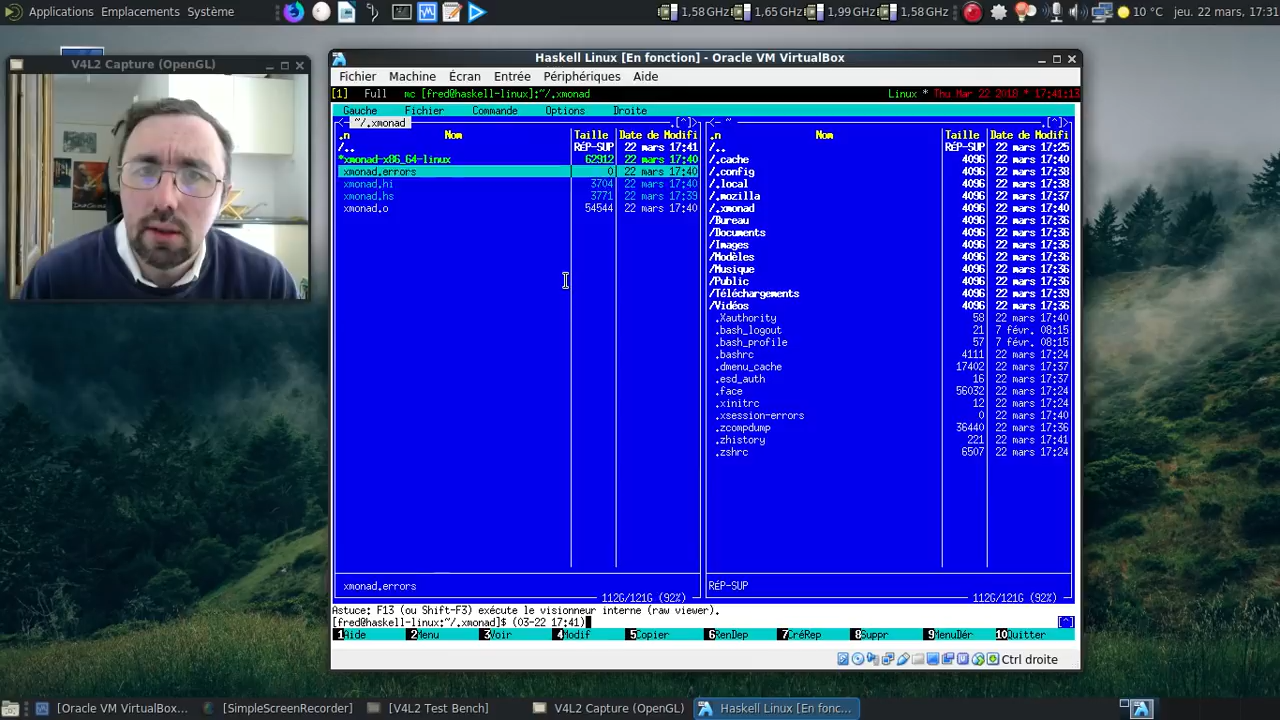 Applications Emplacements Système
1,58GHz 1,65GHz 1,99GHz 1,58GHz 10 °C jeu. 22 mars, 17:31
V4L2 Capture (OpenGL)
Haskell Linux [En fonction] - Oracle VM VirtualBox
Fichier Machine Écran Entrée Périphériques Aide
[1] Full mc [fred@haskell-linux]:~/.xmonad Linux * Thu Mar 22 2018 * 17:41:13
Gauche Fichier Commande Options Droite
<- ~/.xmonad .[^]> <- ~ .[^]>
.n Nom Taille Date de Modifi .n Nom Taille Date de Modifi
/.. RÉP-SUP 22 mars 17:41 /.. RÉP-SUP 22 mars 17:25
*xmonad-x86_64-linux 62912 22 mars 17:40 /.cache 4096 22 mars 17:40
xmonad.errors 0 22 mars 17:40 /.config 4096 22 mars 17:38
xmonad.hi 3704 22 mars 17:40 /.local 4096 22 mars 17:38
xmonad.hs 3771 22 mars 17:39 /.mozilla 4096 22 mars 17:37
xmonad.o 54544 22 mars 17:40 /.xmonad 4096 22 mars 17:40
/Bureau 4096 22 mars 17:36
/Documents 4096 22 mars 17:36
/Images 4096 22 mars 17:36
/Modèles 4096 22 mars 17:36
/Musique 4096 22 mars 17:36
/Public 4096 22 mars 17:36
/Téléchargements 4096 22 mars 17:39
/Vidéos 4096 22 mars 17:36
.Xauthority 58 22 mars 17:40
.bash_logout 21 7 févr. 08:15
.bash_profile 57 7 févr. 08:15
.bashrc 4111 22 mars 17:24
.dmenu_cache 17402 22 mars 17:37
.esd_auth 16 22 mars 17:37
.face 56032 22 mars 17:24
.xinitrc 12 22 mars 17:24
.xsession-errors 0 22 mars 17:40
.zcompdump 36440 22 mars 17:36
.zhistory 221 22 mars 17:41
.zshrc 6507 22 mars 17:24
xmonad.errors RéP-SUP
112G/121G (92%) 112G/121G (92%)
Astuce: F13 (ou Shift-F3) exécute le visionneur interne (raw viewer).
[fred@haskell-linux:~/.xmonad]$ (03-22 17:41) [^]
1Aide 2Menu 3Voir 4Modif 5Copier 6RenDep 7CréRep 8Suppr 9MenuDér 10Quitter
Ctrl droite
[Oracle VM VirtualBox... [SimpleScreenRecorder] [V4L2 Test Bench] V4L2 Capture (OpenGL) Haskell Linux [En fonc...